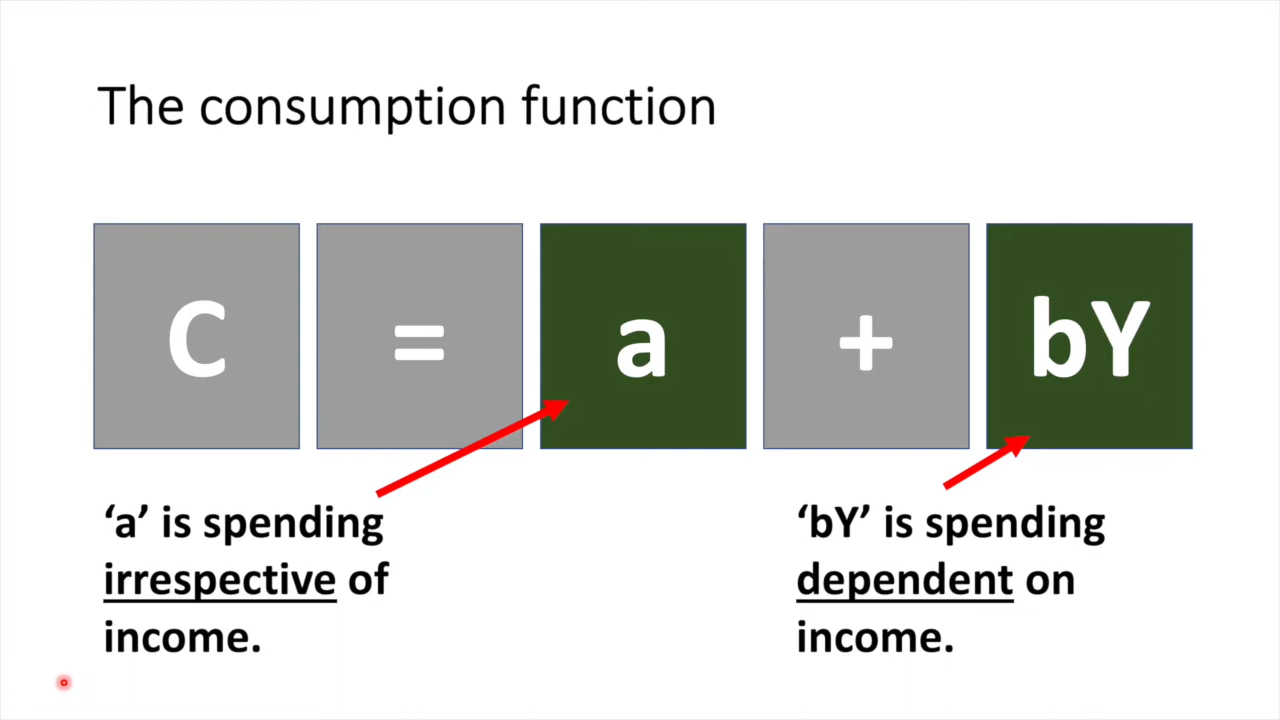 The consumption function
C = a + bY
‘a’ is spending
irrespective of
income.
‘bY’ is spending
dependent on
income.